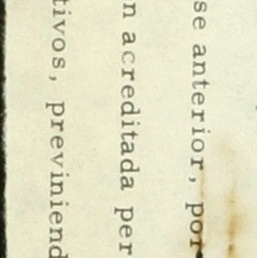 se anterior, por
n acreditada per
tivos, previniend